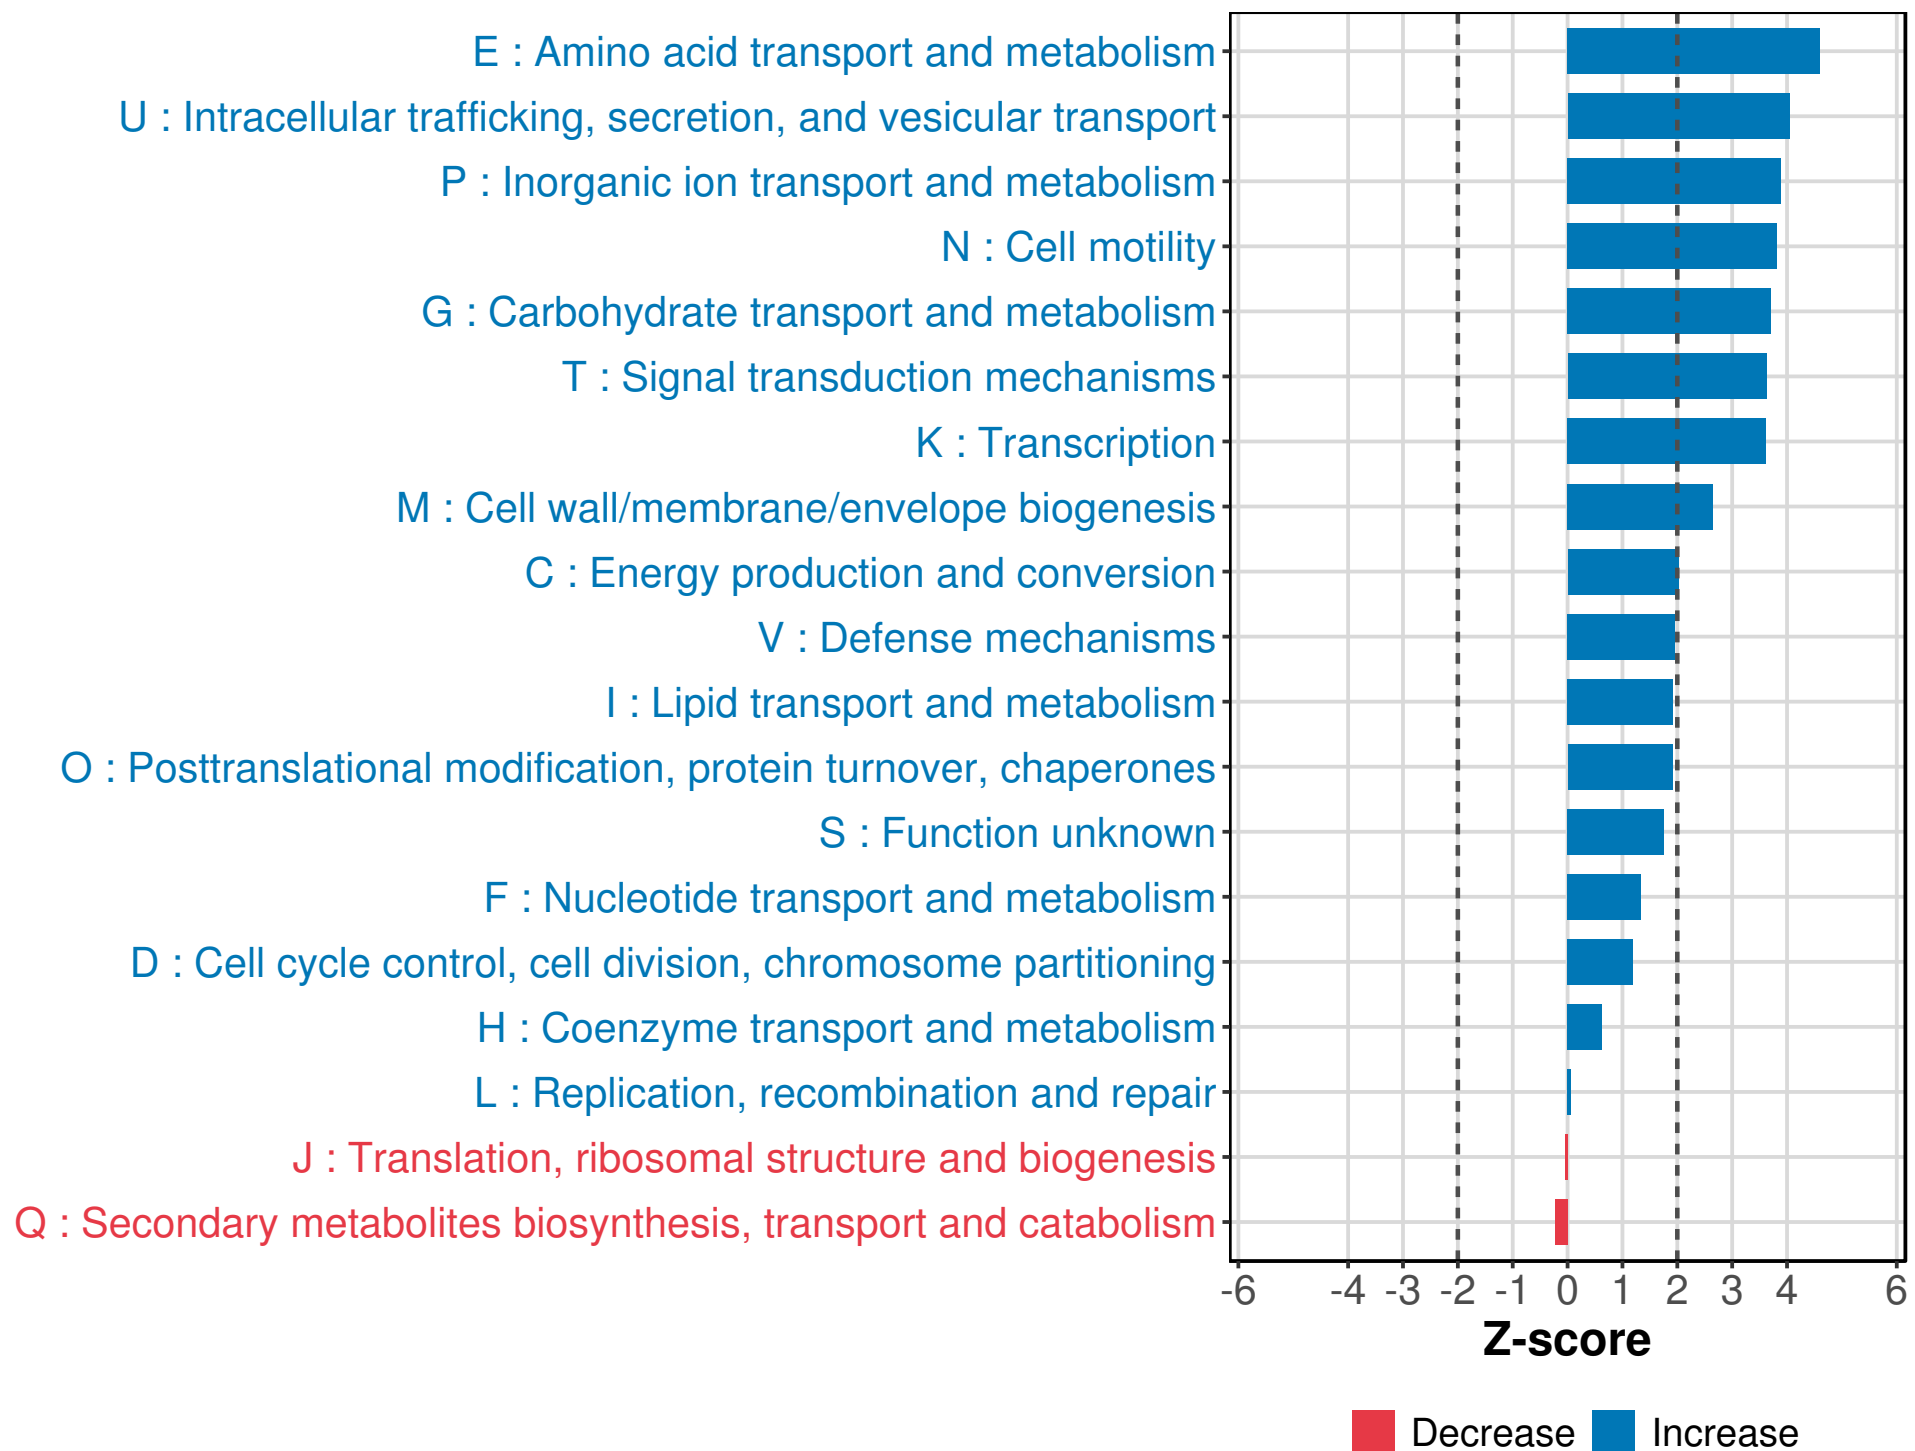 E : Amino acid transport and metabolism
U : Intracellular trafficking, secretion, and vesicular transport
P : Inorganic ion transport and metabolism
N : Cell motility
G : Carbohydrate transport and metabolism
T : Signal transduction mechanisms
K : Transcription
M : Cell wall/membrane/envelope biogenesis
C : Energy production and conversion
V : Defense mechanisms
I : Lipid transport and metabolism
O : Posttranslational modification, protein turnover, chaperones
S : Function unknown
F : Nucleotide transport and metabolism
D : Cell cycle control, cell division, chromosome partitioning
H : Coenzyme transport and metabolism
L : Replication, recombination and repair
J : Translation, ribosomal structure and biogenesis
Q : Secondary metabolites biosynthesis, transport and catabolism
-6 -4 -3 -2 -1 0 1 2 3 4 6
Z-score
Decrease Increase